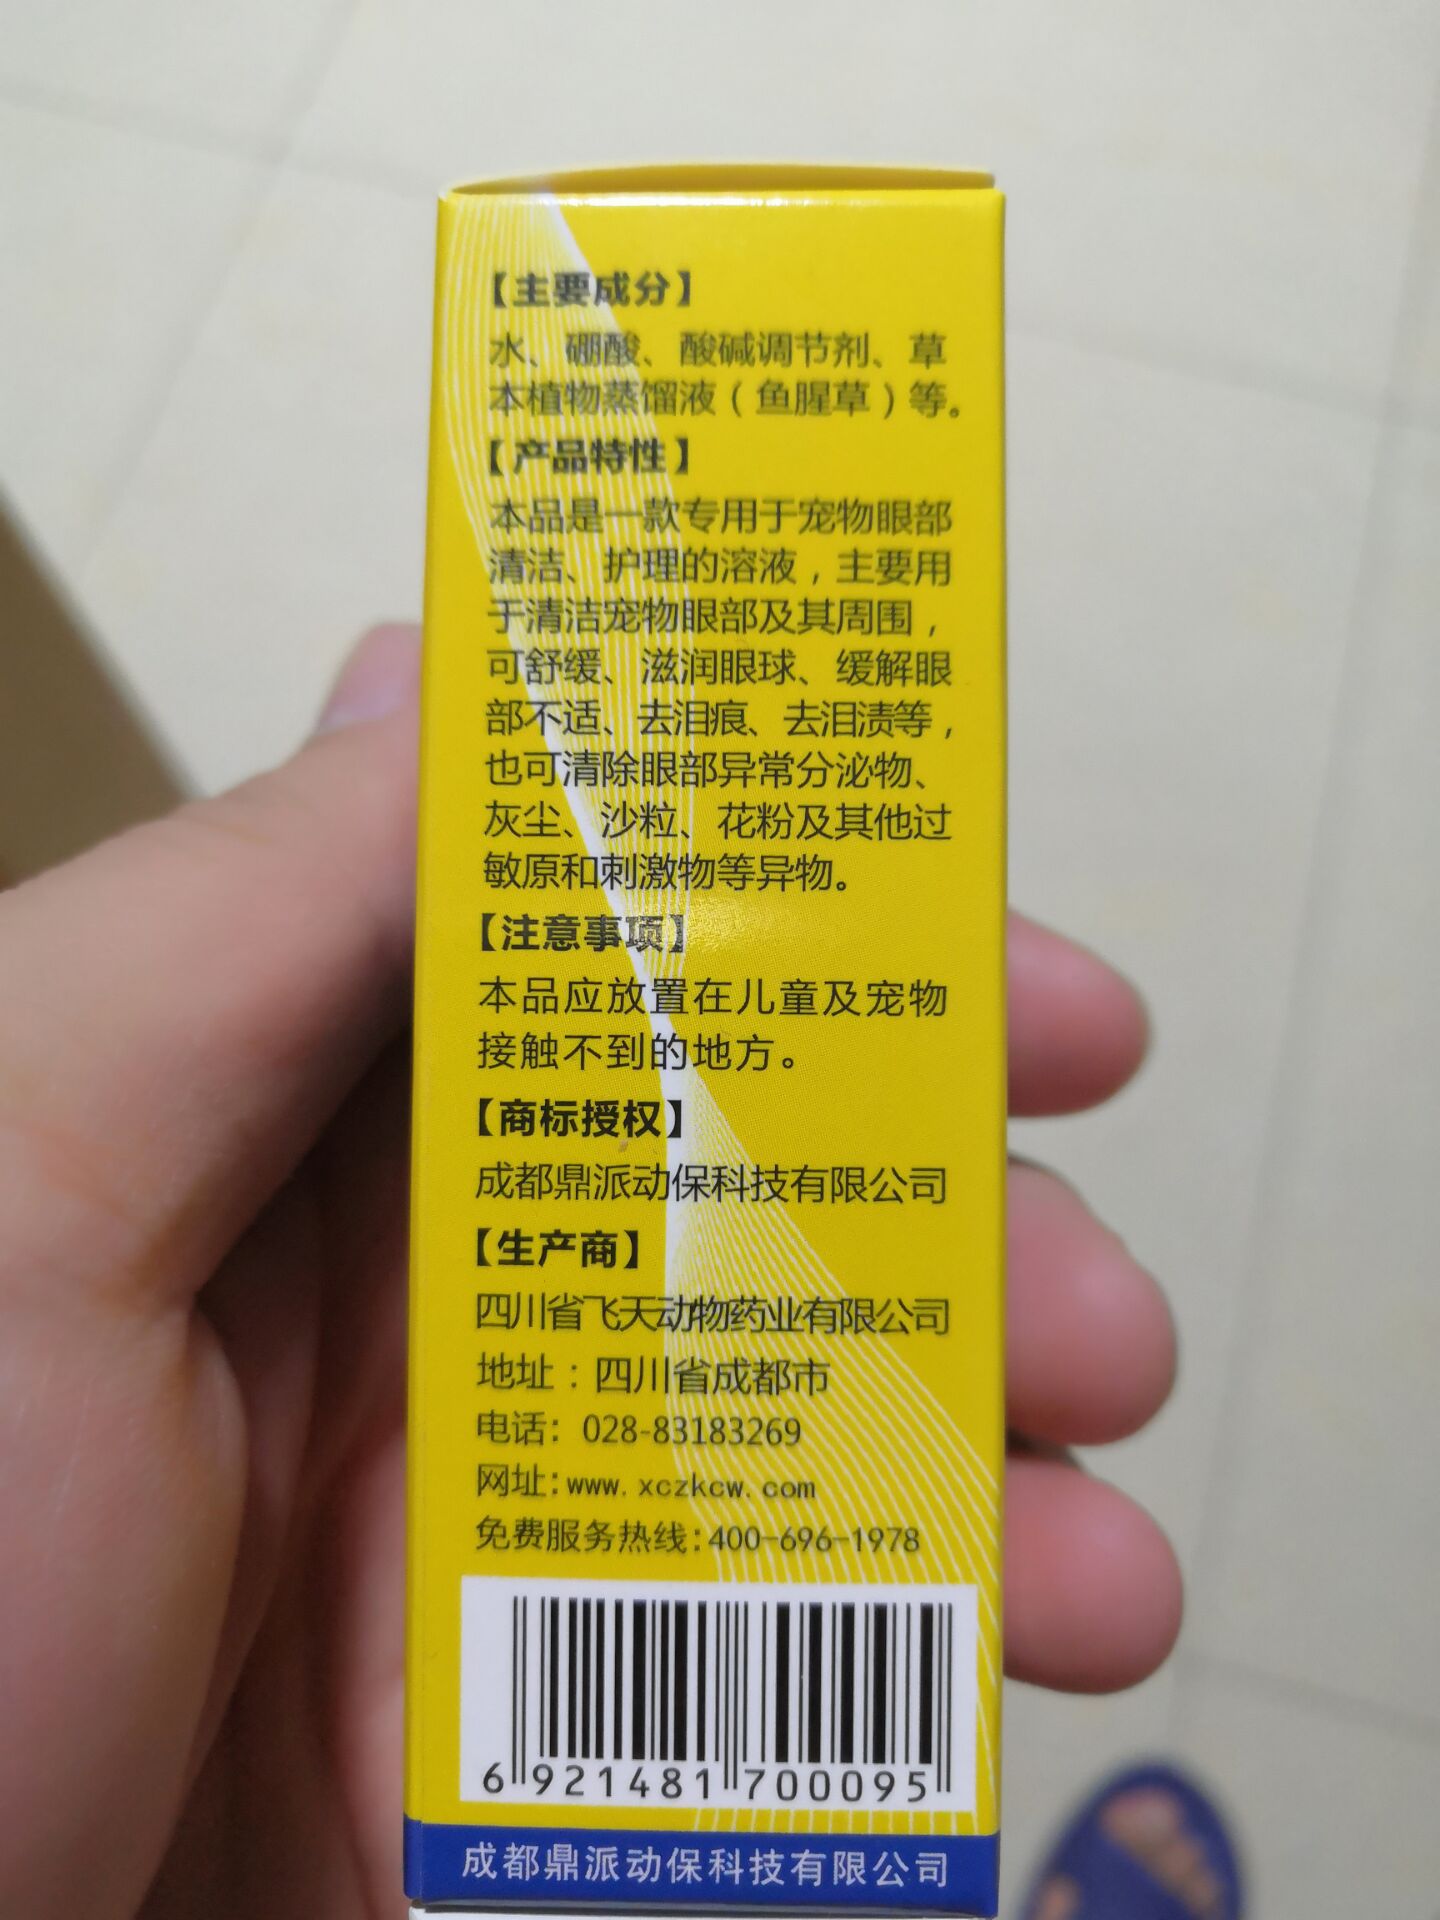 【主要成分】
水、硼酸、酸碱调节剂、草
本植物蒸馏液（鱼腥草）等。
【产品特性】
本品是一款专用于宠物眼部
清洁、护理的溶液，主要用
于清洁宠物眼部及其周围，
可舒缓、滋润眼球、缓解眼
部不适、去泪痕、去泪渍等，
也可清除眼部异常分泌物、
灰尘、沙粒、花粉及其他过
敏原和刺激物等异物。
【注意事项】
本品应放置在儿童及宠物
接触不到的地方。
【商标授权】
成都鼎派动保科技有限公司
【生产商】
四川省飞天动物药业有限公司
地址：四川省成都市
电话：028-83183269
网址:www.xczkcw.com
免费服务热线:400-696-1978
6 921481 700095
成都鼎派动保科技有限公司